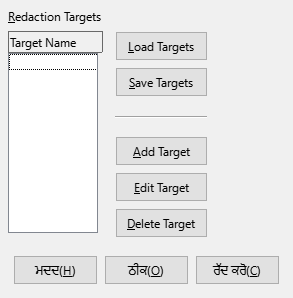 Redaction Targets
Target Name
Load Targets
Save Targets
Add Target
Edit Target
Delete Target
ਮਦਦ(H)
ਠੀਕ(O)
ਰੱਦ ਕਰੋ(C)